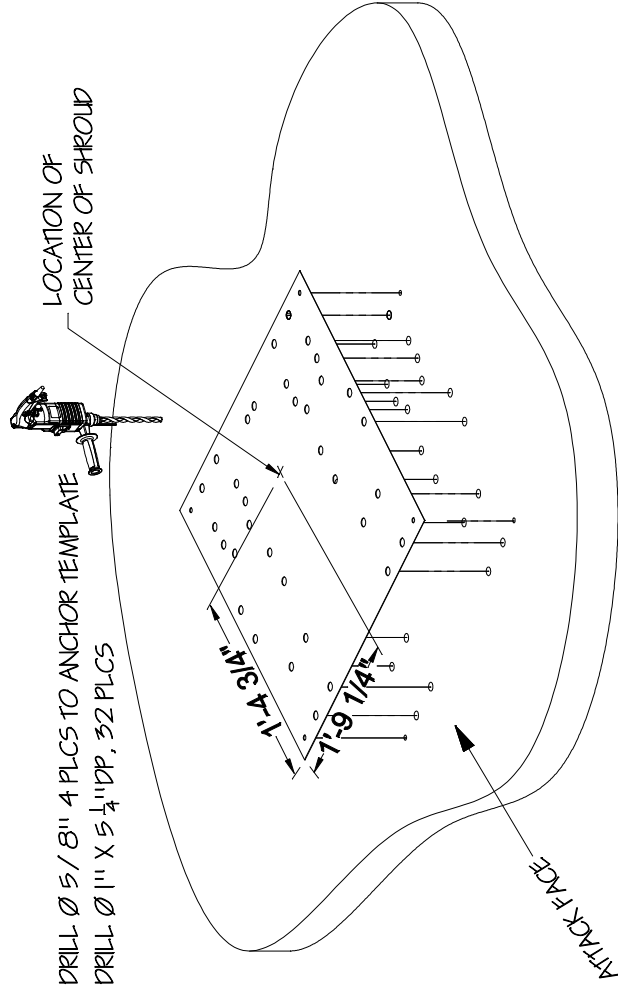 DRILL Ø 5/8" 4 PLCS TO ANCHOR TEMPLATE
DRILL Ø 1" X 5 1/4" DP, 32 PLCS
LOCATION OF
CENTER OF SHROUD
X
1'-4 3/4"
1'-9 1/4"
ATTACK FACE